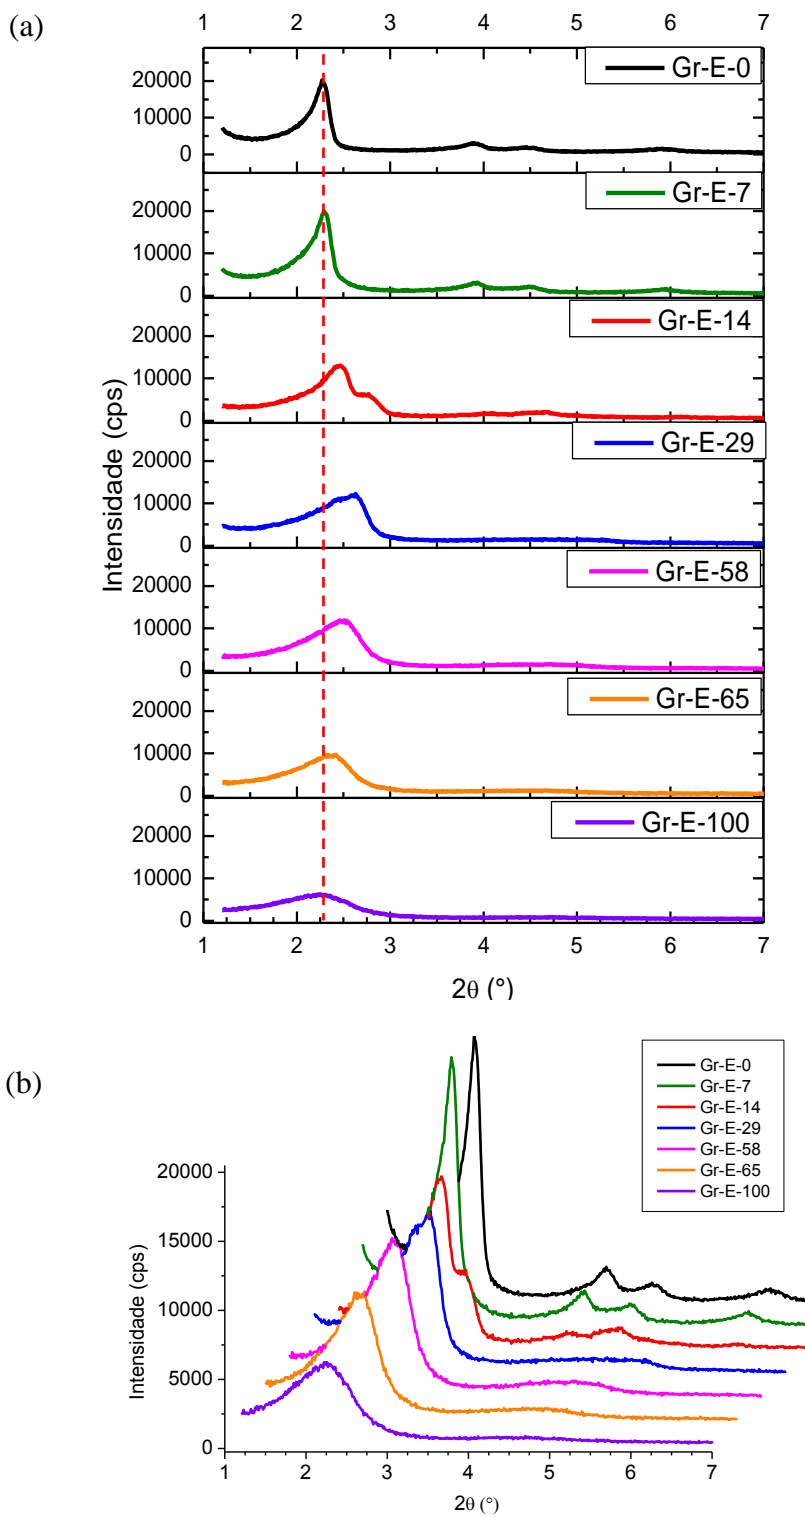 (a)
1 2 3 4 5 6 7
Gr-E-0
20000
10000
0
Gr-E-7
20000
10000
0
Gr-E-14
20000
10000
0
Gr-E-29
20000
10000
0
Gr-E-58
20000
10000
0
Gr-E-65
20000
10000
0
Gr-E-100
20000
10000
0
Intensidade (cps)
1 2 3 4 5 6 7
2θ (°)
(b)
Gr-E-0
Gr-E-7
Gr-E-14
Gr-E-29
Gr-E-58
Gr-E-65
Gr-E-100
20000
15000
10000
5000
0
Intensidade (cps)
1 2 3 4 5 6 7
2θ (°)